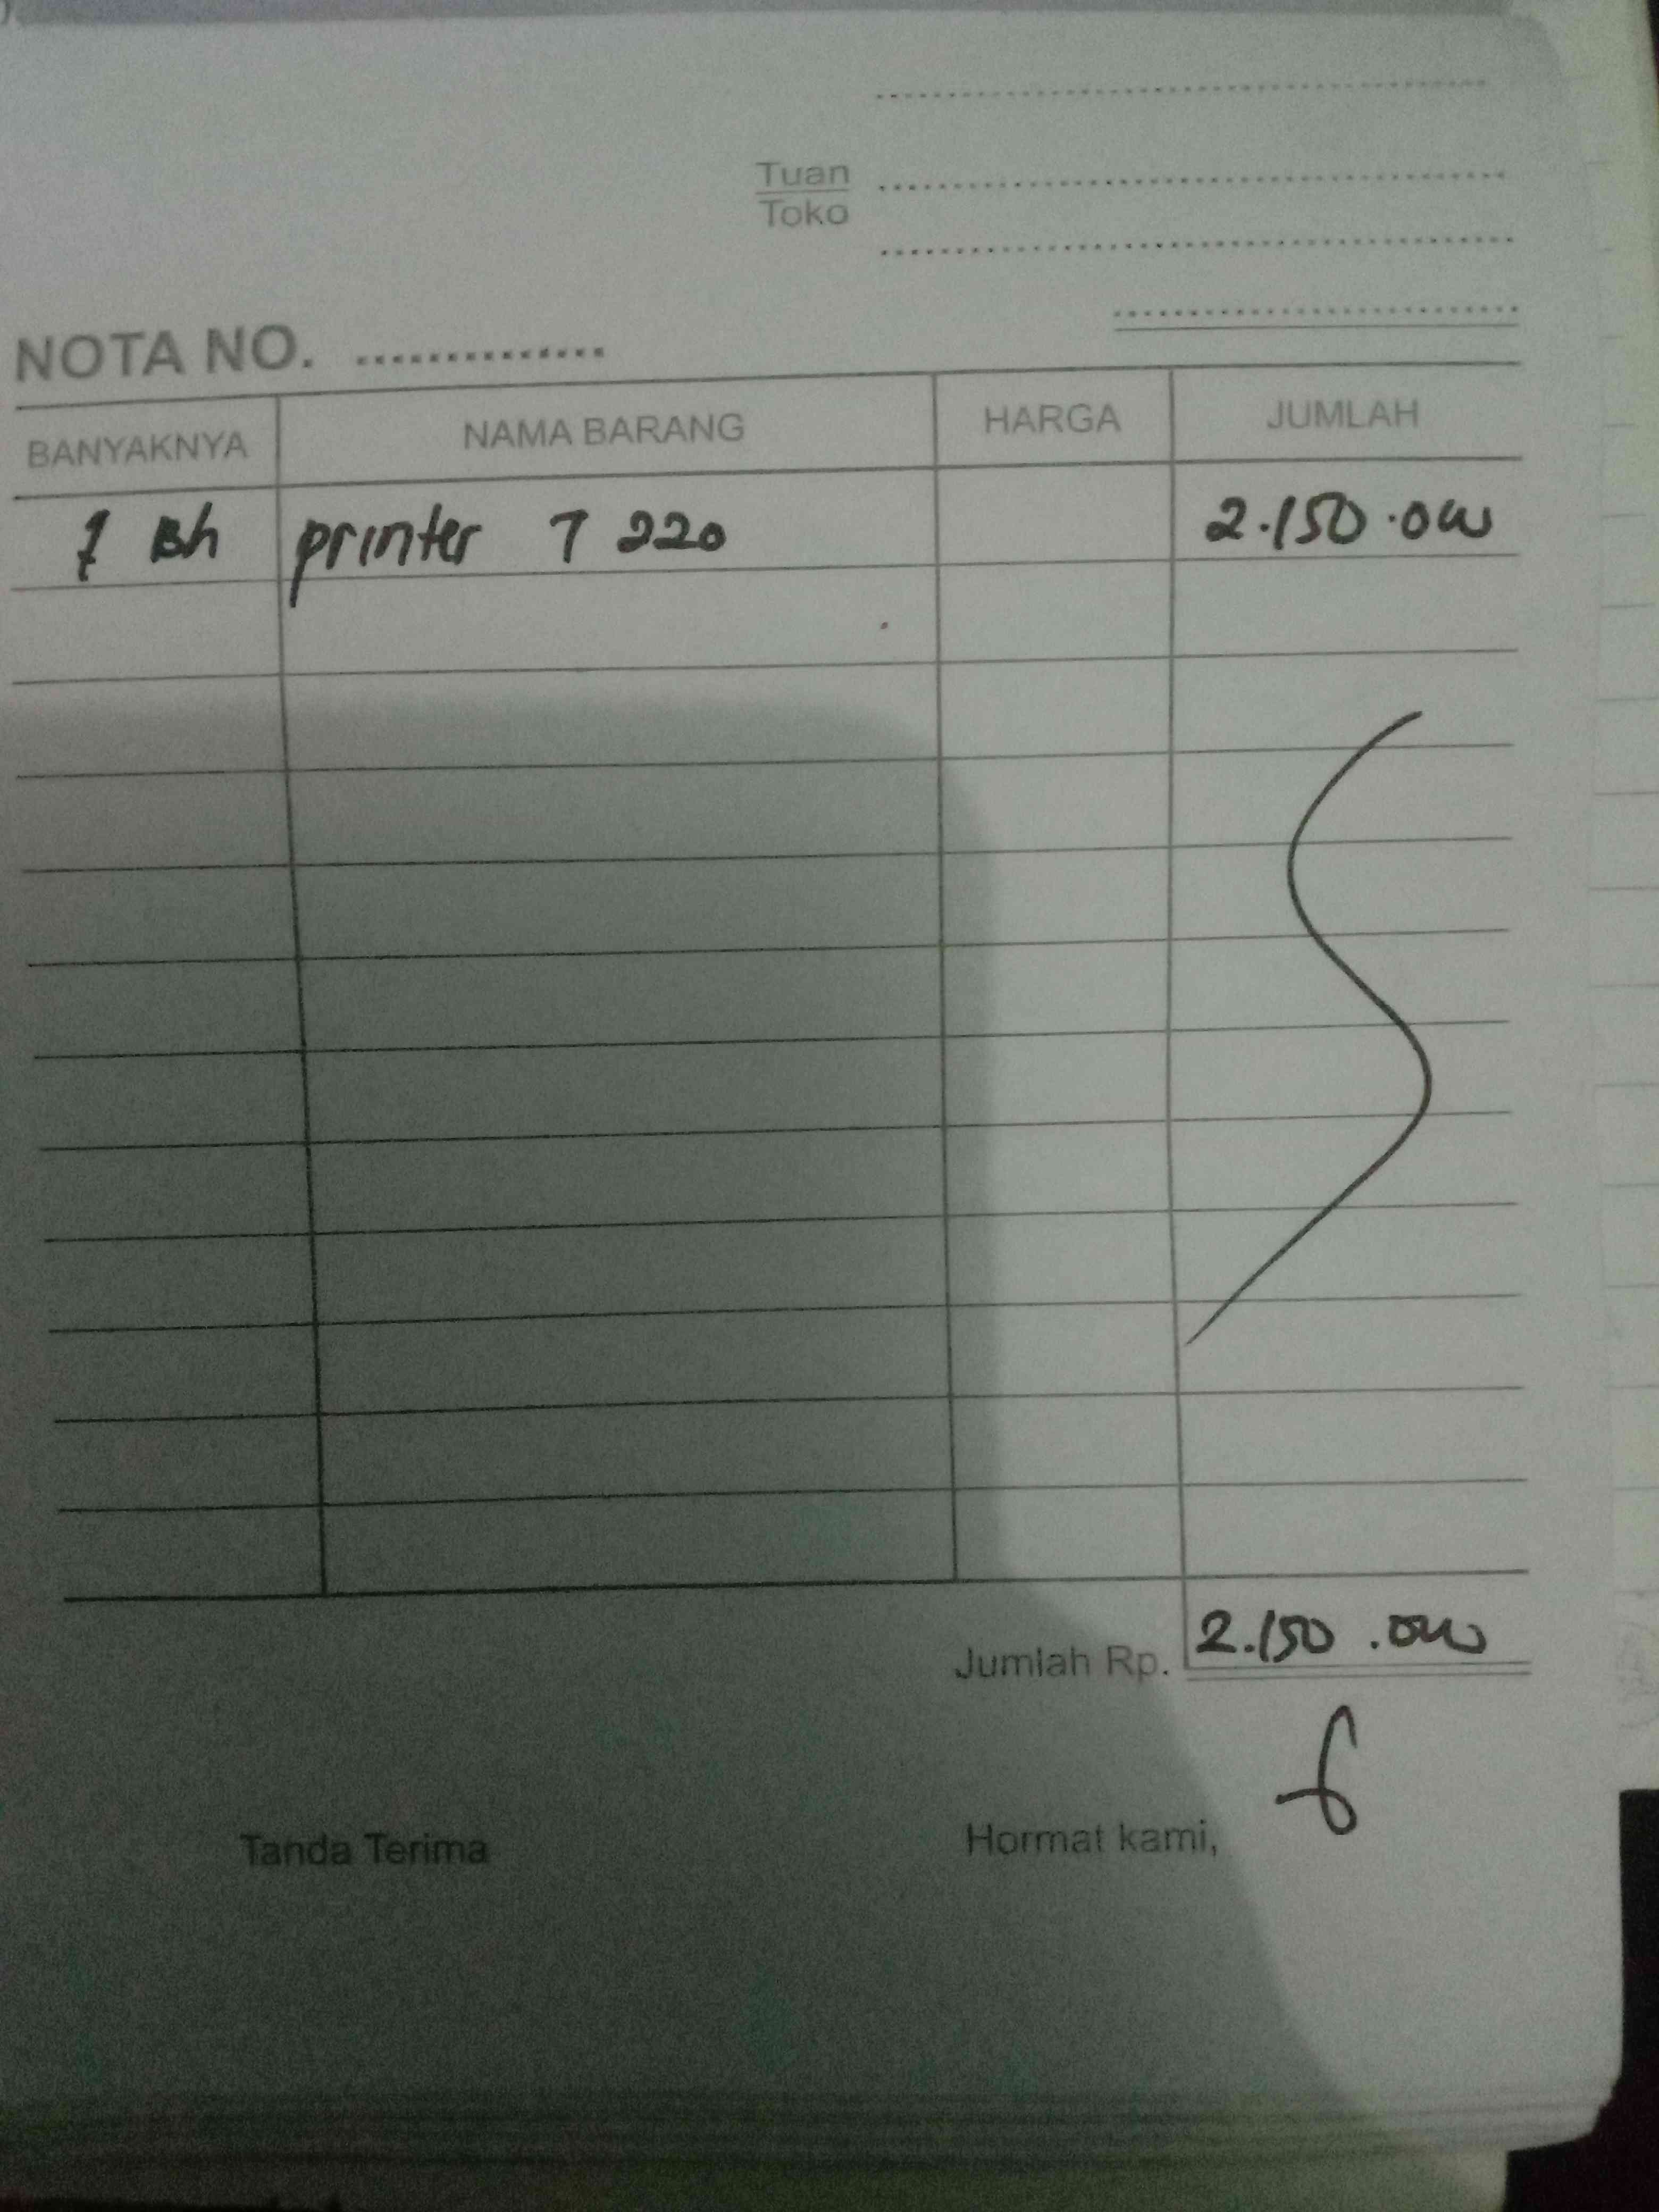 Tuan
Toko
NOTA NO.
BANYAKNYA NAMA BARANG HARGA JUMLAH
1 Bh printer T 220 2.150.000
Jumlah Rp. 2.150.000
Tanda Terima Hormat kami,